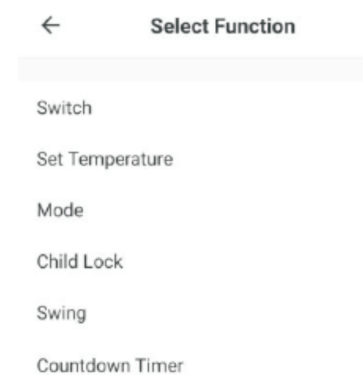 Select Function
Switch
Set Temperature
Mode
Child Lock
Swing
Countdown Timer